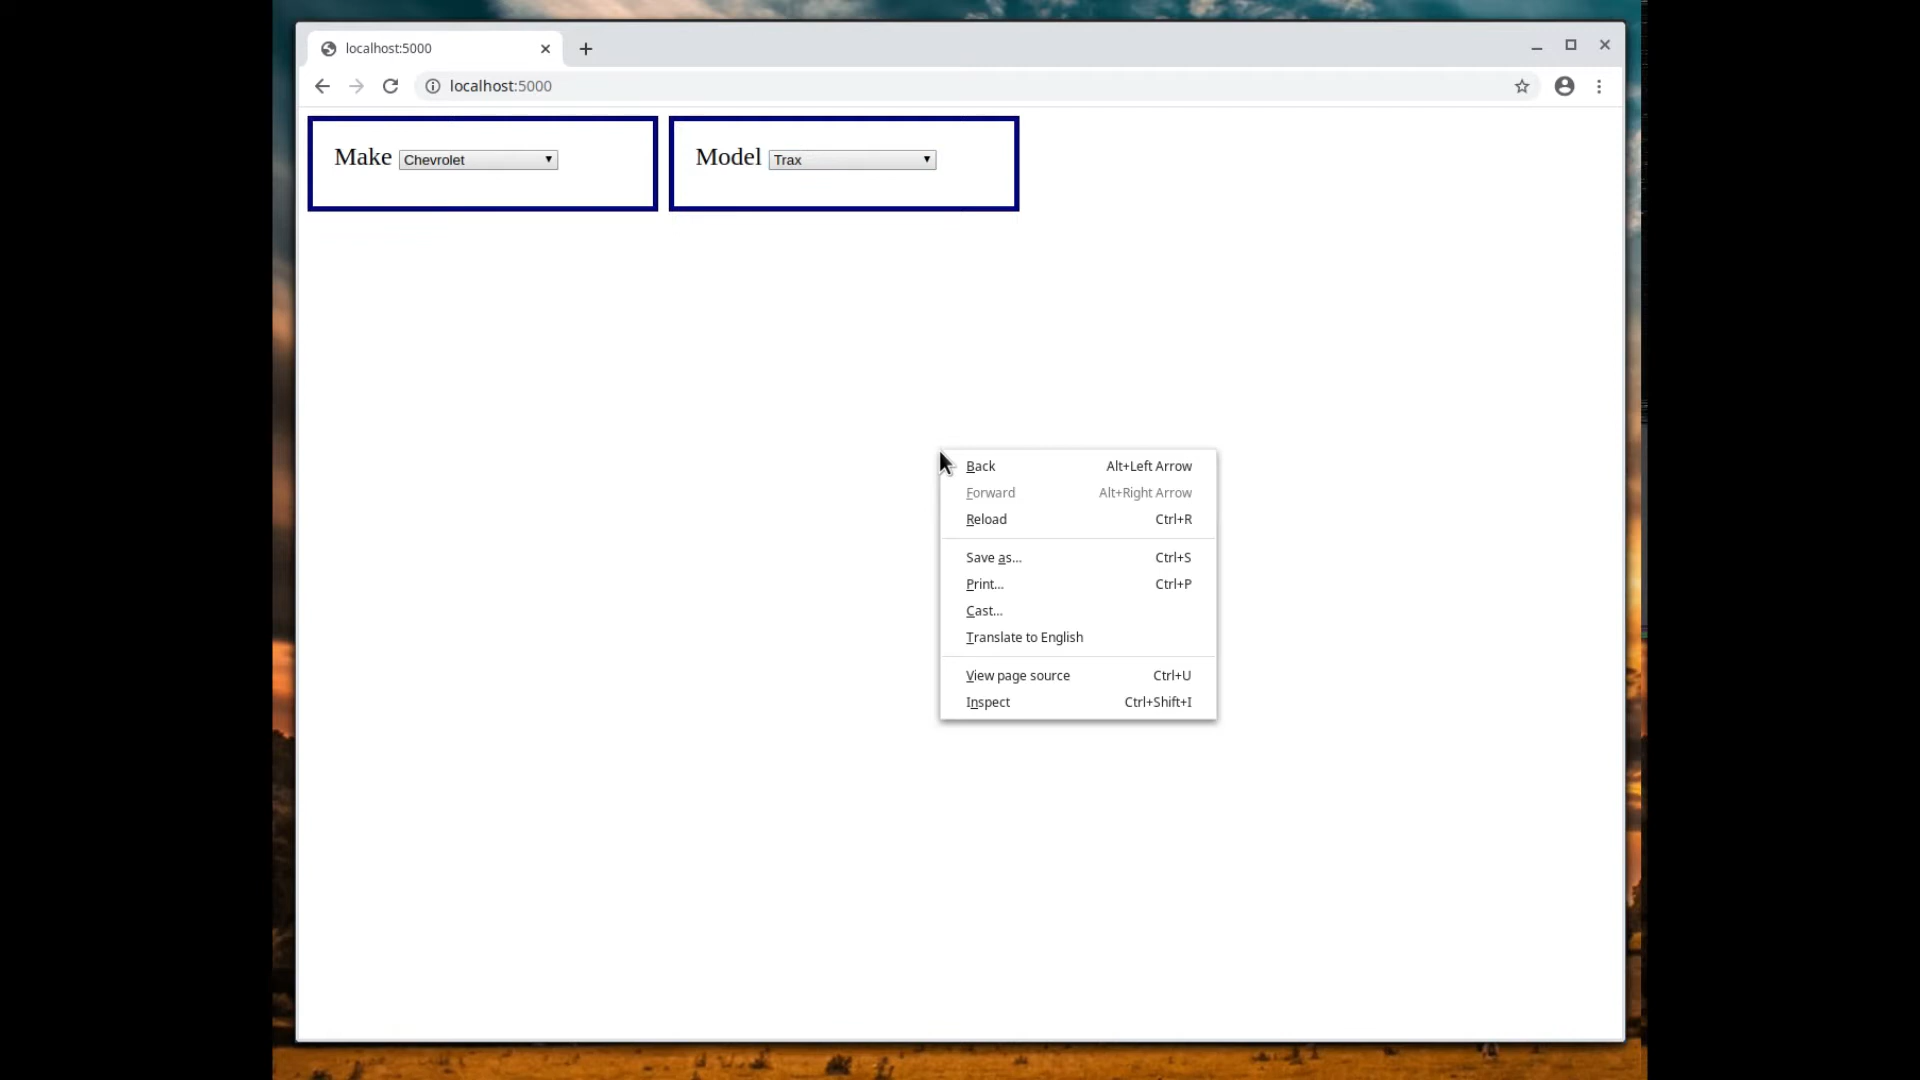 localhost:5000
localhost:5000
Make Chevrolet
Model Trax
Back Alt+Left Arrow
Forward Alt+Right Arrow
Reload Ctrl+R
Save as... Ctrl+S
Print... Ctrl+P
Cast...
Translate to English
View page source Ctrl+U
Inspect Ctrl+Shift+I